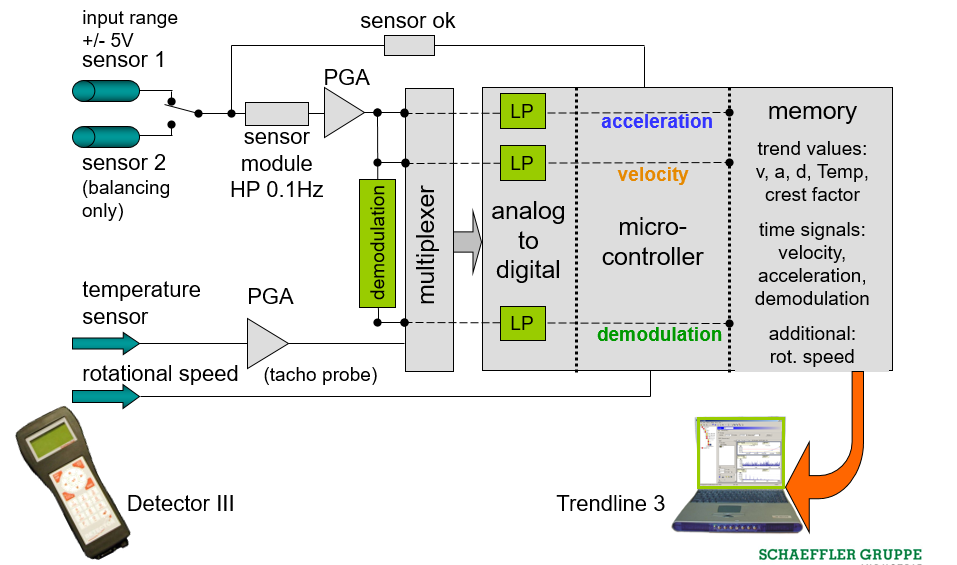 input range
+/- 5V
sensor 1
sensor 2
(balancing
only)
sensor ok
PGA
sensor
module
HP 0.1Hz
demodulation
multiplexer
LP
LP
LP
analog
to
digital
acceleration
velocity
micro-
controller
demodulation
memory
trend values:
v, a, d, Temp,
crest factor
time signals:
velocity,
acceleration,
demodulation
additional:
rot. speed
temperature
sensor
PGA
rotational speed
(tacho probe)
Detector III
Trendline 3
SCHAEFFLER GRUPPE